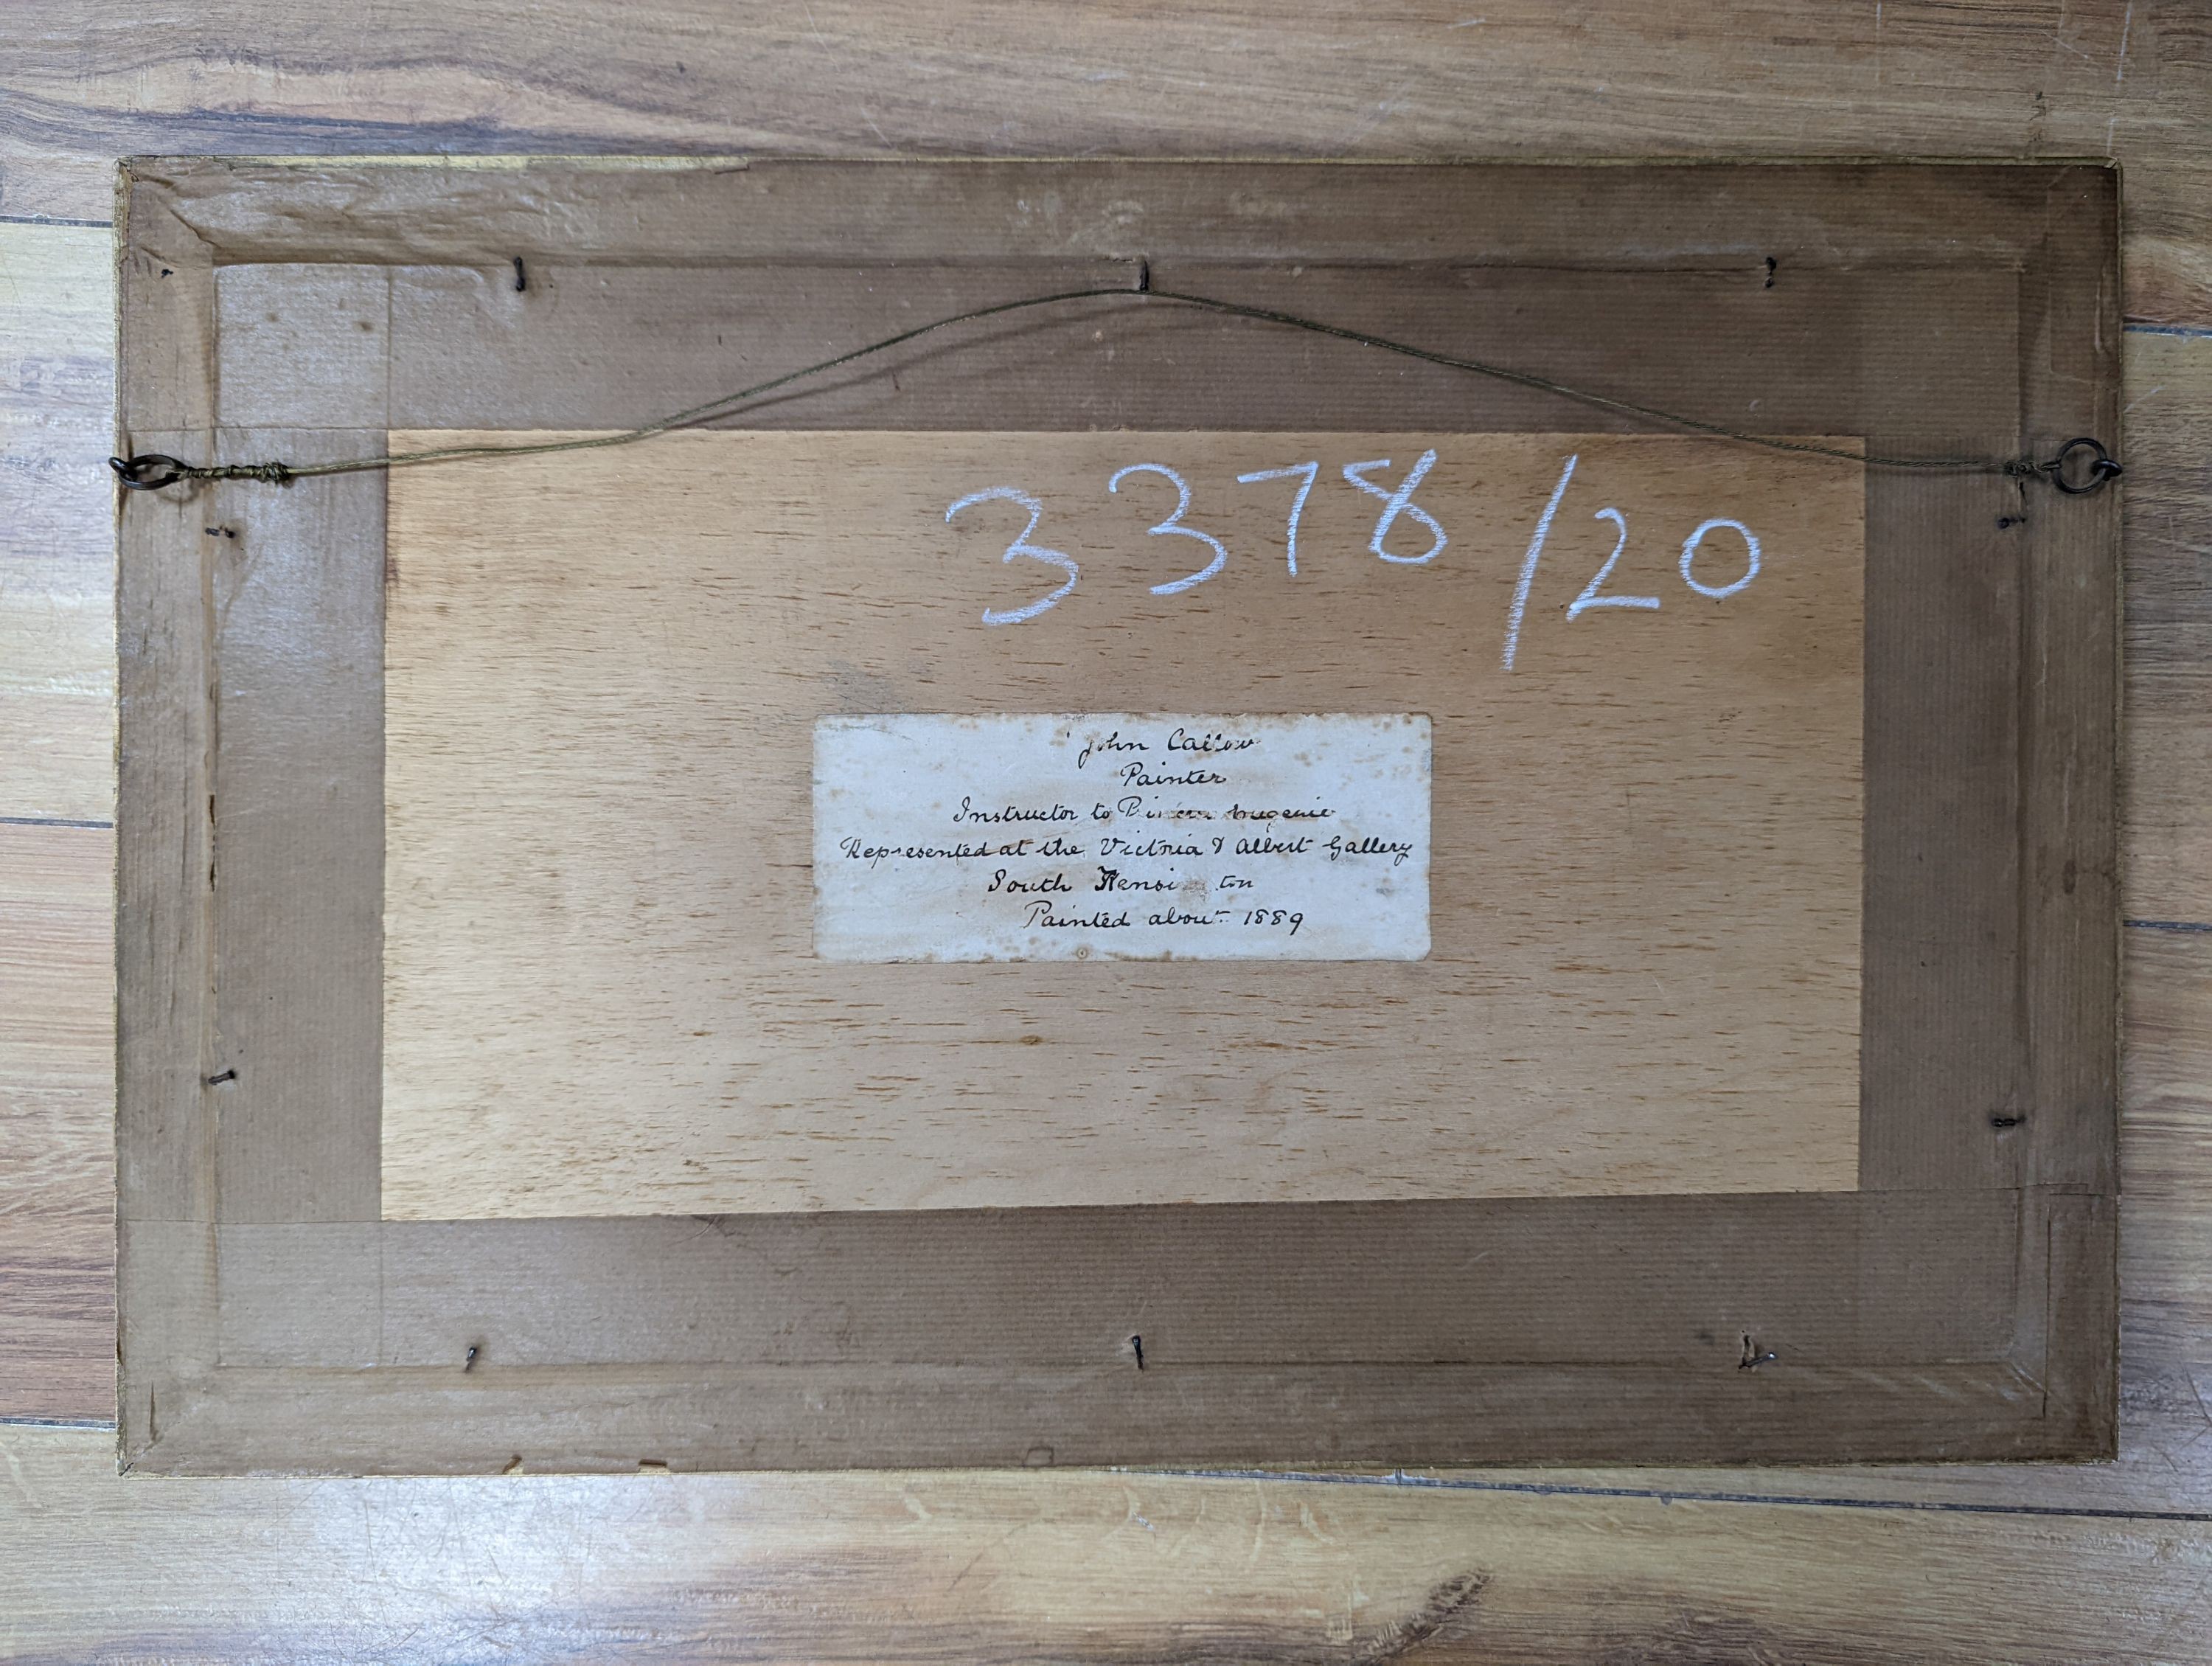 3378/20
John Callow
Painter
Instructor to
Represented at the Victoria & Albert Gallery
South
Painted about 1889